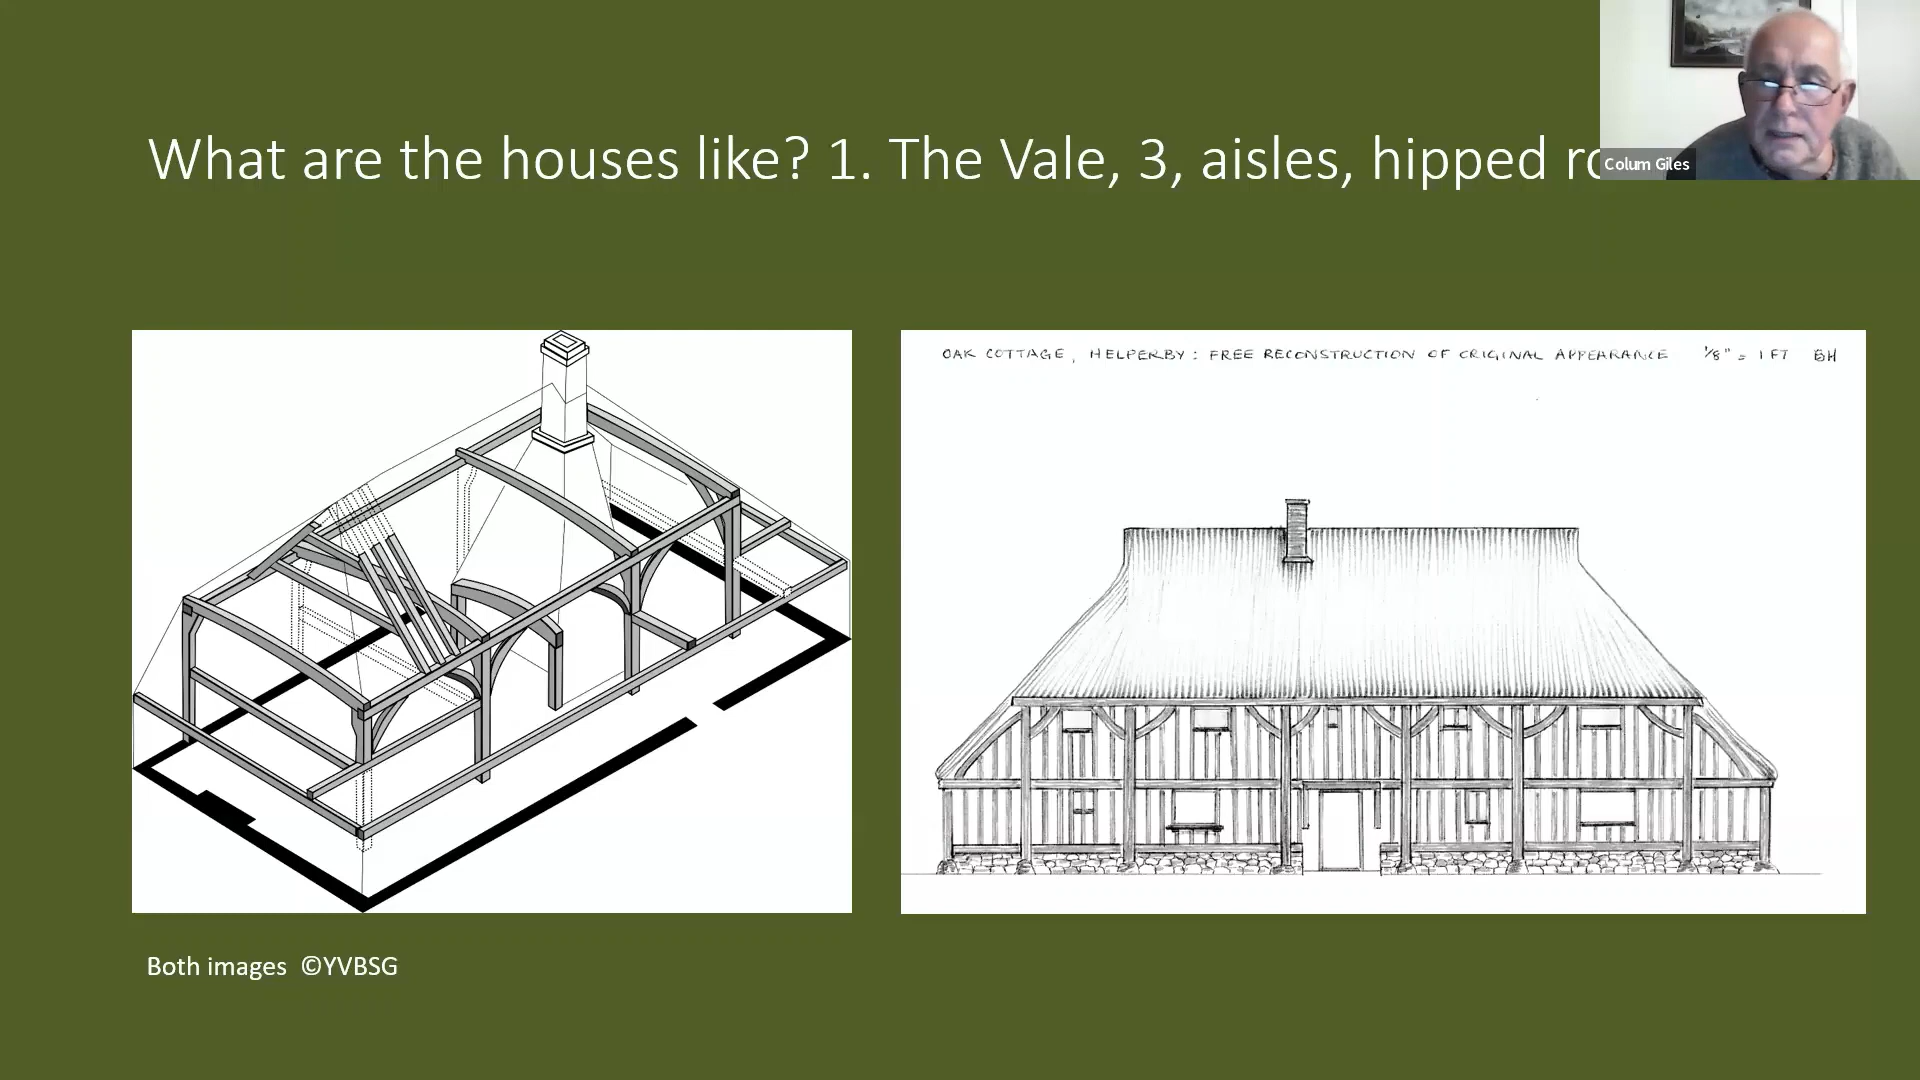 What are the houses like? 1. The Vale, 3, aisles, hipped
Colum Giles
OAK COTTAGE, HELPERBY: FREE RECONSTRUCTION OF ORIGINAL APPEARANCE 1/8" = 1 FT BH
Both images ©YVBSG